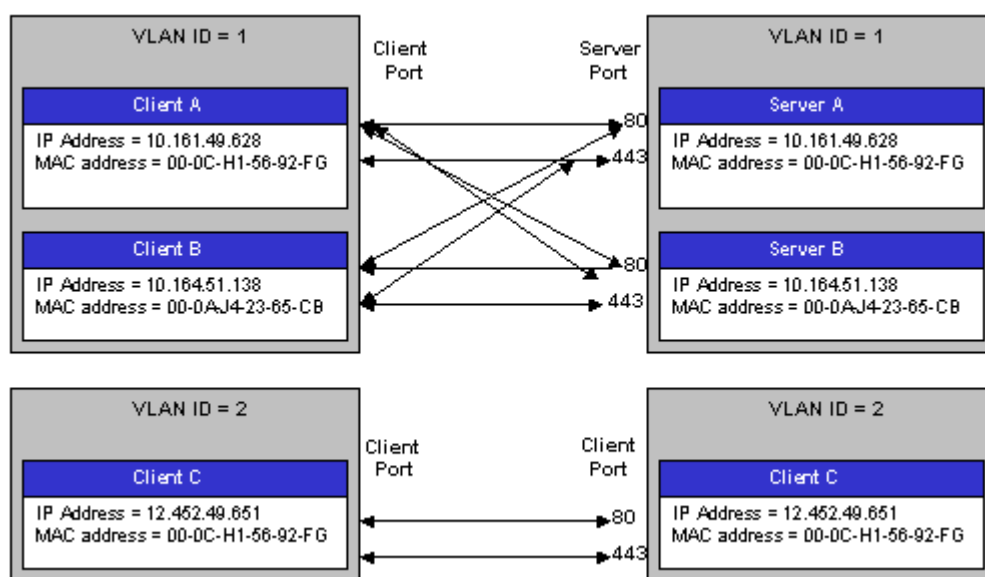 VLAN ID = 1
Client A
IP Address = 10.161.49.628
MAC address = 00-0C-H1-56-92-FG
Client B
IP Address = 10.164.51.138
MAC address = 00-0AJ4-23-65-CB
Client
Port
Server
Port
80
443
80
443
VLAN ID = 1
Server A
IP Address = 10.161.49.628
MAC address = 00-0C-H1-56-92-FG
Server B
IP Address = 10.164.51.138
MAC address = 00-0AJ4-23-65-CB
VLAN ID = 2
Client C
IP Address = 12.452.49.651
MAC address = 00-0C-H1-56-92-FG
Client
Port
Client
Port
80
443
VLAN ID = 2
Client C
IP Address = 12.452.49.651
MAC address = 00-0C-H1-56-92-FG